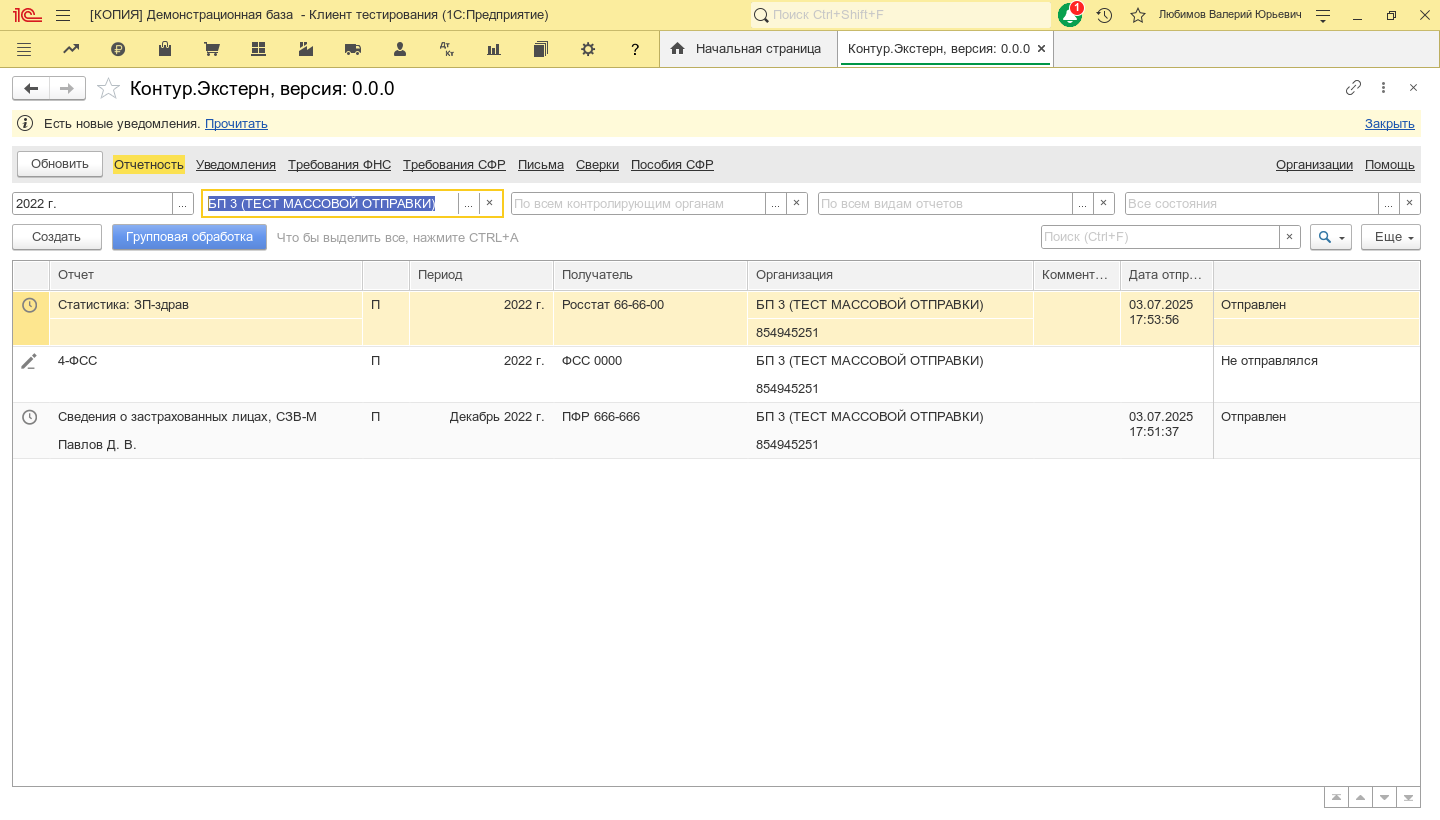 [КОПИЯ] Демонстрационная база - Клиент тестирования (1С:Предприятие)
Поиск Ctrl+Shift+F
1
Любимов Валерий Юрьевич
Дт Кт
?
Начальная страница
Контур.Экстерн, версия: 0.0.0
Контур.Экстерн, версия: 0.0.0
Есть новые уведомления. Прочитать
Закрыть
Обновить
Отчетность
Уведомления
Требования ФНС
Требования СФР
Письма
Сверки
Пособия СФР
Организации
Помощь
2022 г. ...
БП 3 (ТЕСТ МАССОВОЙ ОТПРАВКИ) ... ×
По всем контролирующим органам ... ×
По всем видам отчетов ... ×
Все состояния ... ×
Создать
Групповая обработка
Что бы выделить все, нажмите CTRL+A
Поиск (Ctrl+F) ×
Еще
Отчет Период Получатель Организация Коммент... Дата отпр...
Статистика: ЗП-здрав П 2022 г. Росстат 66-66-00 БП 3 (ТЕСТ МАССОВОЙ ОТПРАВКИ) 03.07.2025 Отправлен
17:53:56
854945251
4-ФСС П 2022 г. ФСС 0000 БП 3 (ТЕСТ МАССОВОЙ ОТПРАВКИ) Не отправлялся
854945251
Сведения о застрахованных лицах, СЗВ-М П Декабрь 2022 г. ПФР 666-666 БП 3 (ТЕСТ МАССОВОЙ ОТПРАВКИ) 03.07.2025 Отправлен
17:51:37
Павлов Д. В. 854945251